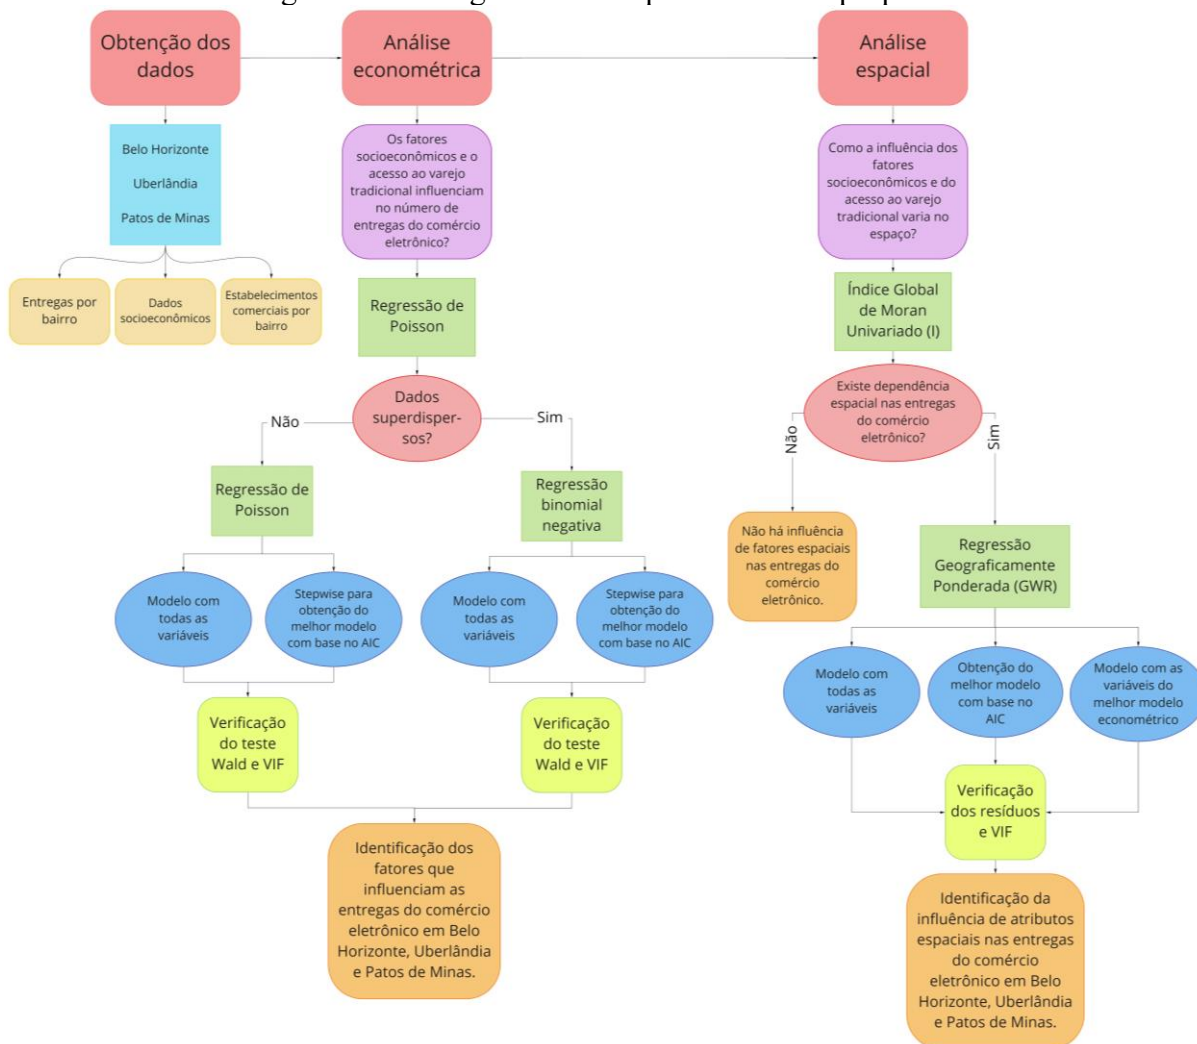 Obtenção dos
dados
Análise
econométrica
Análise
espacial
Belo Horizonte
Uberlândia
Patos de Minas
Entregas por
bairro
Dados
socioeconômicos
Estabelecimentos
comerciais por
bairro
Os fatores
socioeconômicos e o
acesso ao varejo
tradicional influenciam
no número de
entregas do comércio
eletrônico?
Regressão de
Poisson
Dados
superdisper-
sos?
Não
Sim
Regressão de
Poisson
Regressão
binomial
negativa
Modelo com
todas as
variáveis
Stepwise para
obtenção do
melhor modelo
com base no AIC
Modelo com
todas as
variáveis
Stepwise para
obtenção do
melhor modelo
com base no AIC
Verificação
do teste
Wald e VIF
Verificação
do teste
Wald e VIF
Identificação dos
fatores que
influenciam as
entregas do comércio
eletrônico em Belo
Horizonte, Uberlândia
e Patos de Minas.
Como a influência dos
fatores
socioeconômicos e do
acesso ao varejo
tradicional varia no
espaço?
Índice Global
de Moran
Univariado (I)
Existe dependência
espacial nas entregas
do comércio
eletrônico?
Não
Sim
Não há influência
de fatores espaciais
nas entregas do
comércio
eletrônico.
Regressão
Geograficamente
Ponderada (GWR)
Modelo com
todas as
variáveis
Obtenção do
melhor modelo
com base no
AIC
Modelo com as
variáveis do
melhor modelo
econométrico
Verificação
dos resíduos
e VIF
Identificação da
influência de atributos
espaciais nas entregas
do comércio
eletrônico em Belo
Horizonte, Uberlândia
e Patos de Minas.